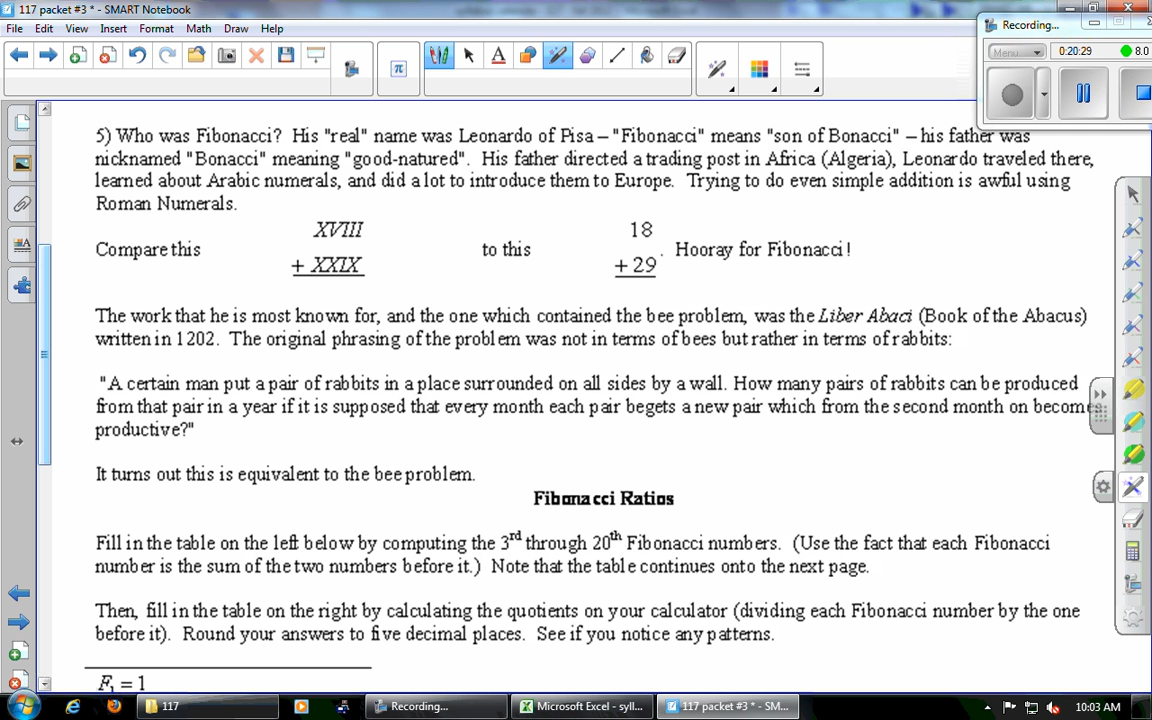 117 packet #3 * - SMART Notebook
File Edit View Insert Format Math Draw Help
Recording...
Menu
0:20:29
8.0
π
5) Who was Fibonacci? His "real" name was Leonardo of Pisa – "Fibonacci" means "son of Bonacci" – his father was
nicknamed "Bonacci" meaning "good-natured". His father directed a trading post in Africa (Algeria), Leonardo traveled there,
learned about Arabic numerals, and did a lot to introduce them to Europe. Trying to do even simple addition is awful using
Roman Numerals.
XVIII 18
Compare this to this . Hooray for Fibonacci!
+ XXIX + 29
The work that he is most known for, and the one which contained the bee problem, was the Liber Abaci (Book of the Abacus)
written in 1202. The original phrasing of the problem was not in terms of bees but rather in terms of rabbits:
"A certain man put a pair of rabbits in a place surrounded on all sides by a wall. How many pairs of rabbits can be produced
from that pair in a year if it is supposed that every month each pair begets a new pair which from the second month on becomes
productive?"
It turns out this is equivalent to the bee problem.
Fibonacci Ratios
Fill in the table on the left below by computing the 3rd through 20th Fibonacci numbers. (Use the fact that each Fibonacci
number is the sum of the two numbers before it.) Note that the table continues onto the next page.
Then, fill in the table on the right by calculating the quotients on your calculator (dividing each Fibonacci number by the one
before it). Round your answers to five decimal places. See if you notice any patterns.
F₁ = 1
117 Recording... Microsoft Excel - syll... 117 packet #3 * - SM... 10:03 AM